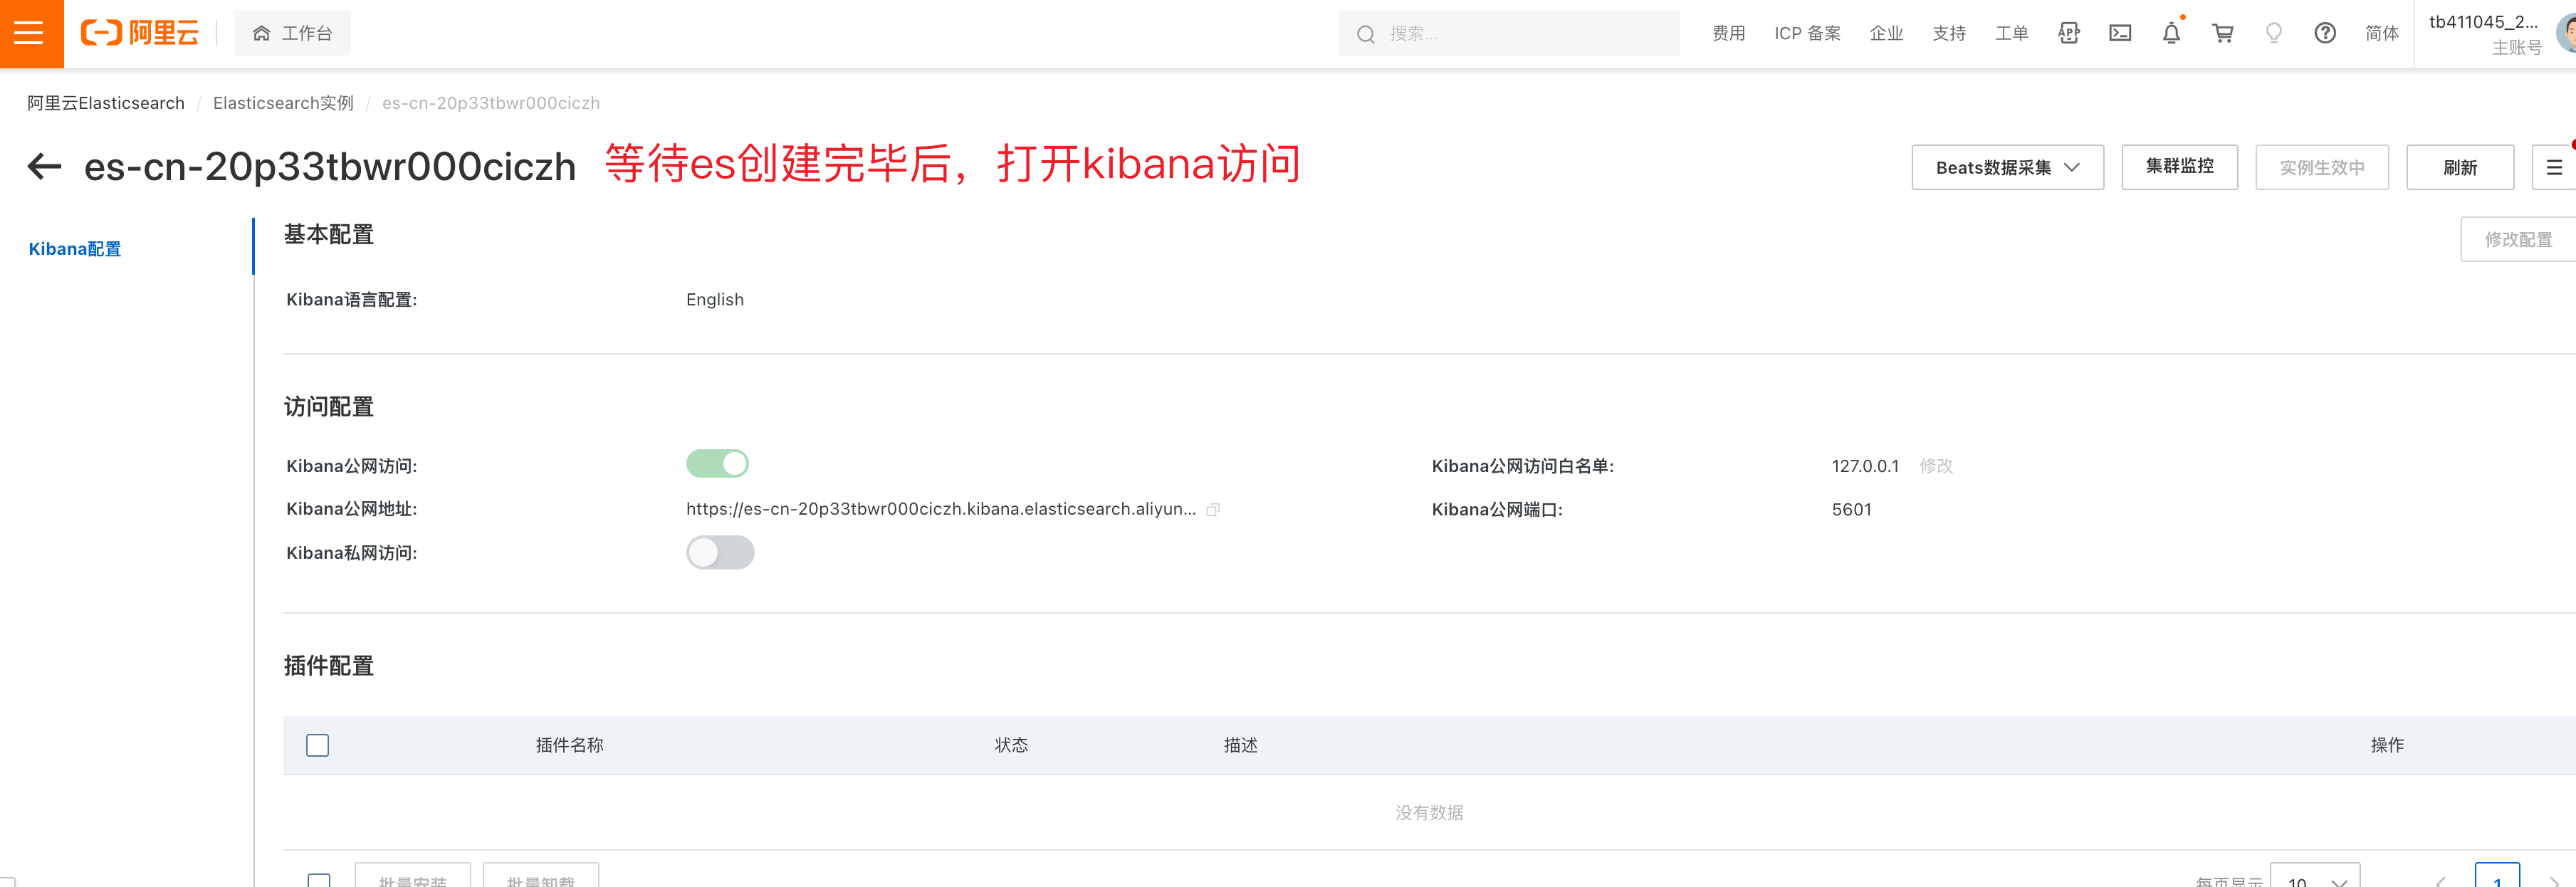 阿里云
工作台
搜索...
费用 ICP 备案 企业 支持 工单 APP 简体
tb411045_2...
主账号
阿里云Elasticsearch / Elasticsearch实例 / es-cn-20p33tbwr000ciczh
es-cn-20p33tbwr000ciczh 等待es创建完毕后，打开kibana访问
Beats数据采集 集群监控 实例生效中 刷新
Kibana配置
基本配置
修改配置
Kibana语言配置: English
访问配置
Kibana公网访问:
Kibana公网访问白名单: 127.0.0.1 修改
Kibana公网地址: https://es-cn-20p33tbwr000ciczh.kibana.elasticsearch.aliyun...
Kibana公网端口: 5601
Kibana私网访问:
插件配置
插件名称 状态 描述 操作
没有数据
批量安装 批量卸载 每页显示 10 1